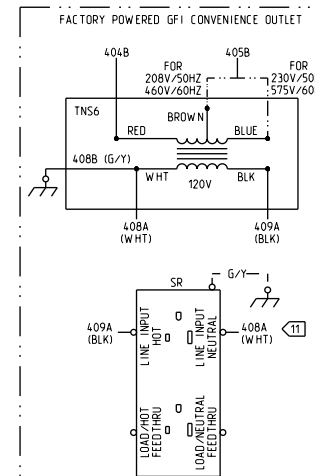 FACTORY POWERED GFI CONVENIENCE OUTLET
404B
405B
FOR
208V/50HZ
460V/60HZ
FOR
230V/50
575V/60
TNS6
BROWN
RED
BLUE
408B (G/Y)
WHT
120V
BLK
408A
(WHT)
409A
(BLK)
G/Y
SR
409A
(BLK)
LINE INPUT
HOT
LINE INPUT
NEUTRAL
408A
(WHT)
11
LOAD/HOT
FEEDTHRU
LOAD/NEUTRAL
FEEDTHRU